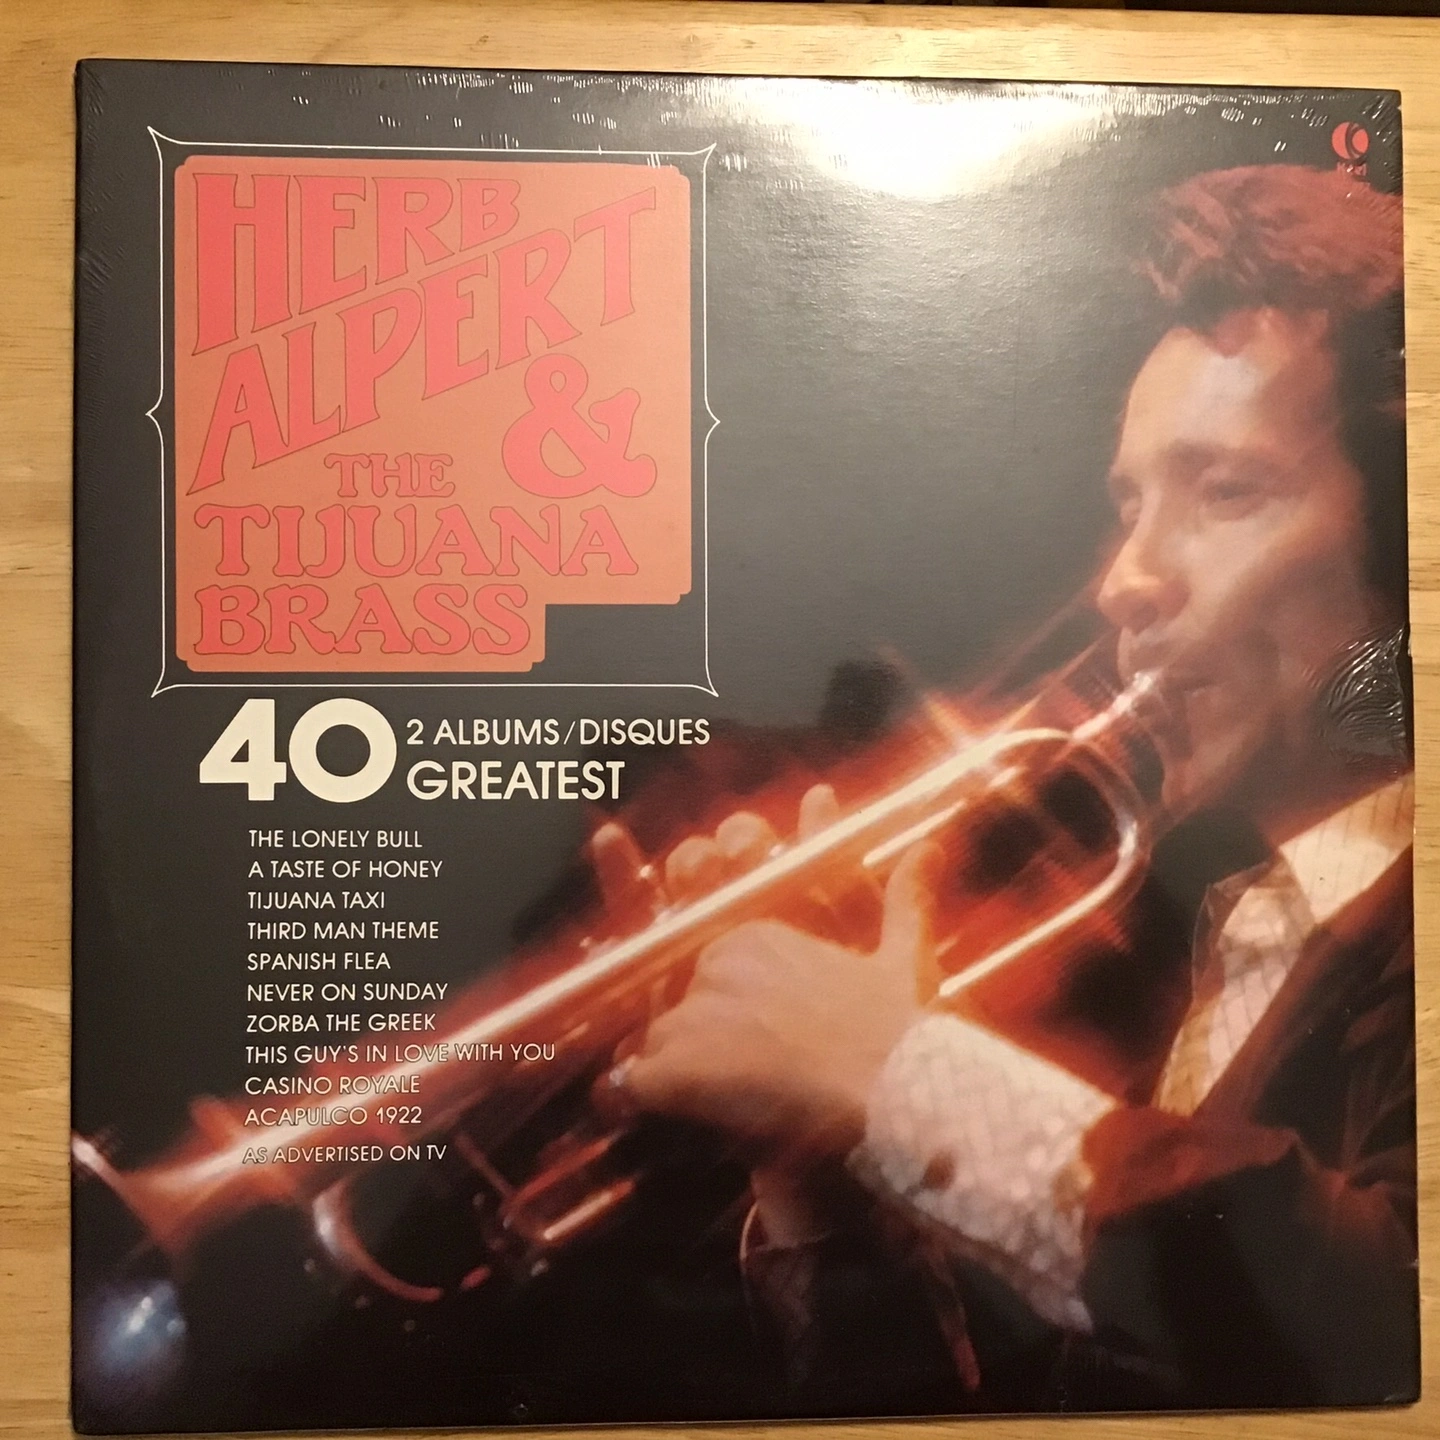 HERB
ALPERT
&
THE
TIJUANA
BRASS
40 2 ALBUMS/DISQUES
GREATEST
THE LONELY BULL
A TASTE OF HONEY
TIJUANA TAXI
THIRD MAN THEME
SPANISH FLEA
NEVER ON SUNDAY
ZORBA THE GREEK
THIS GUY'S IN LOVE WITH YOU
CASINO ROYALE
ACAPULCO 1922
AS ADVERTISED ON TV